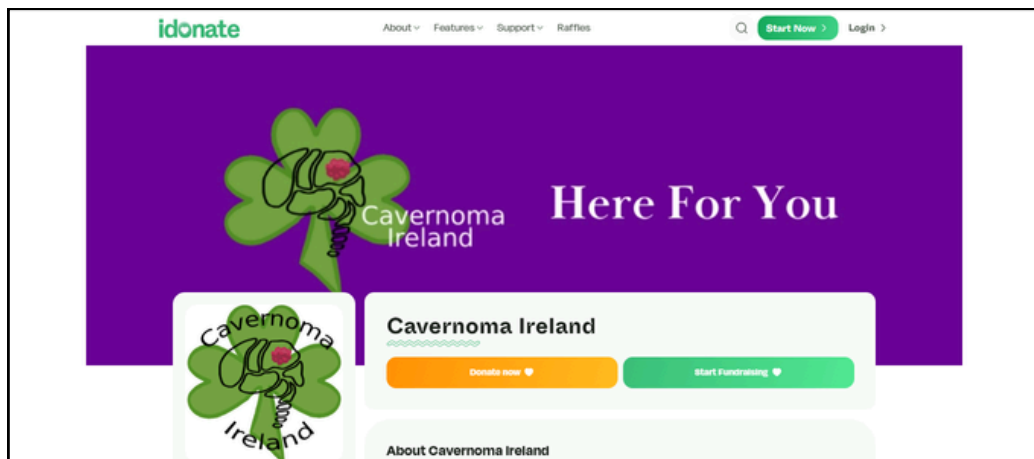 idonate
About Features Support Raffles
Start Now
Login
Cavernoma
Ireland
Here For You
Cavernoma
Ireland
Cavernoma Ireland
Donate now
Start Fundraising
About Cavernoma Ireland